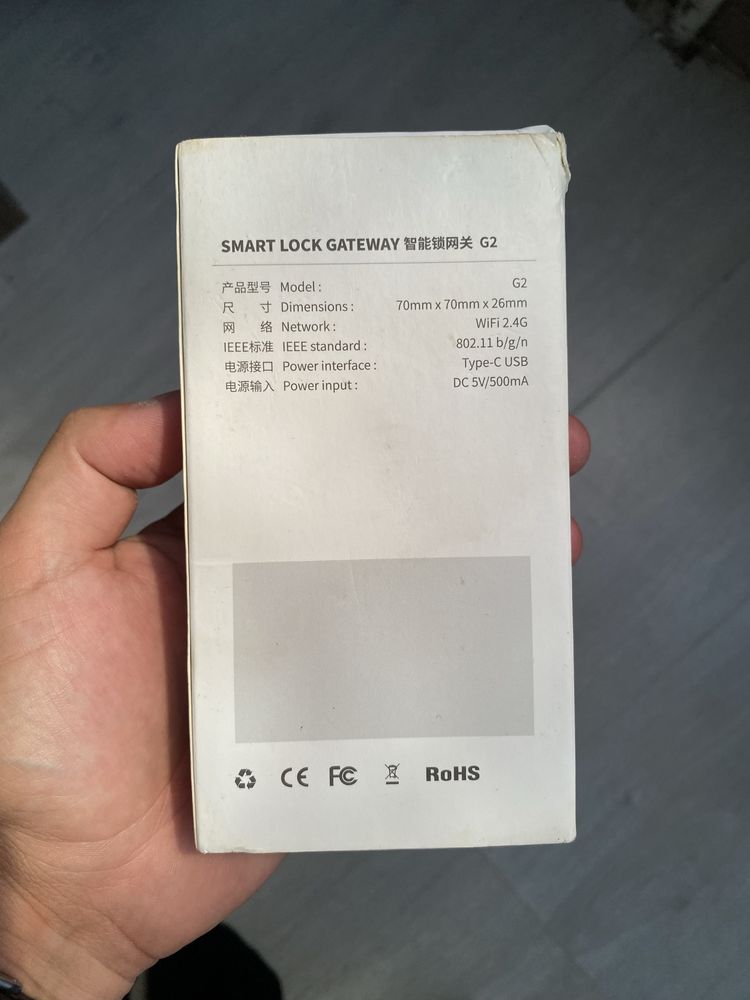 SMART LOCK GATEWAY 智能锁网关 G2
产品型号 Model : G2
尺 寸 Dimensions : 70mm x 70mm x 26mm
网 络 Network : WiFi 2.4G
IEEE标准 IEEE standard : 802.11 b/g/n
电源接口 Power interface : Type-C USB
电源输入 Power input : DC 5V/500mA
CE FC RoHS